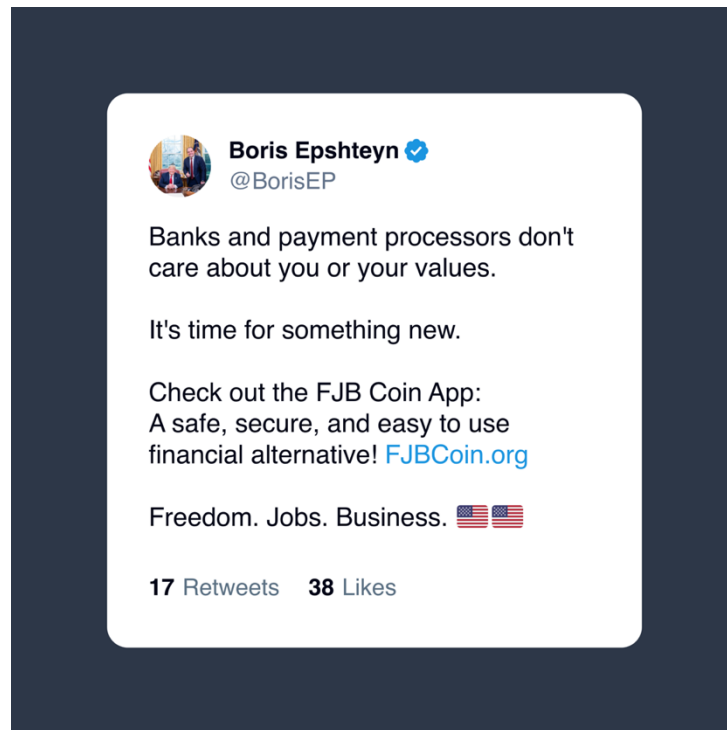 Boris Epshteyn
@BorisEP
Banks and payment processors don't
care about you or your values.
It's time for something new.
Check out the FJB Coin App:
A safe, secure, and easy to use
financial alternative! FJBCoin.org
Freedom. Jobs. Business. 🇺🇸🇺🇸
17 Retweets 38 Likes